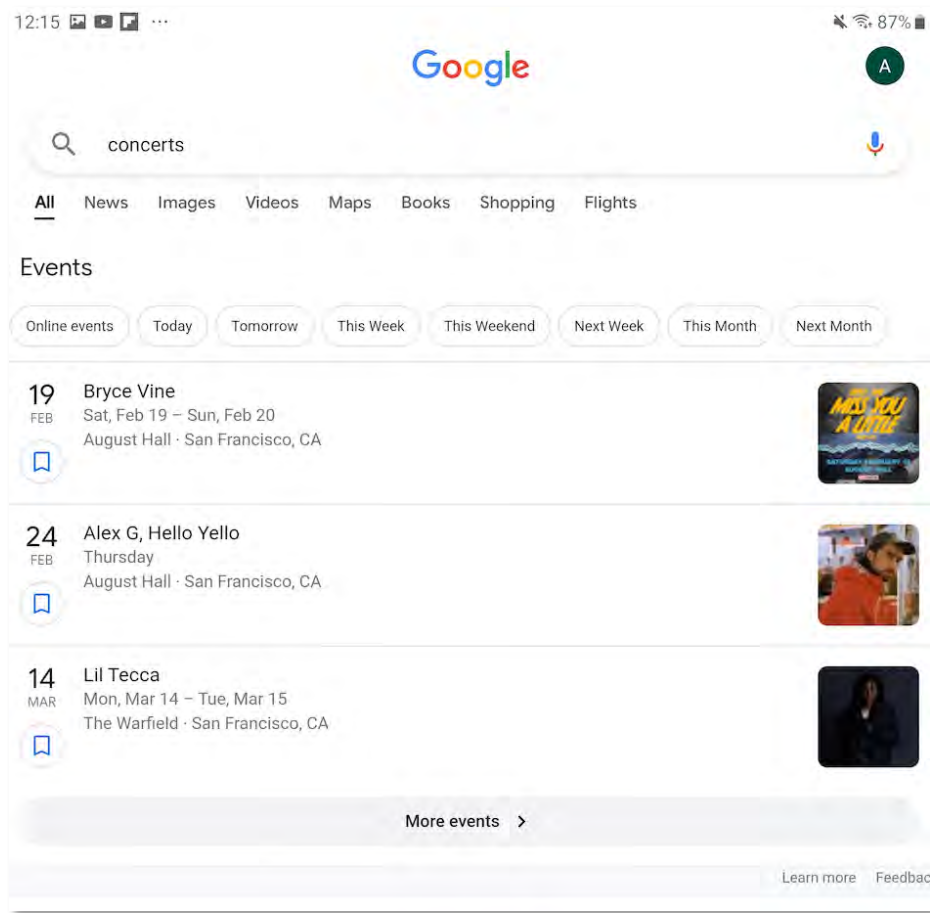 12:15 ... 87%
Google
A
concerts
All News Images Videos Maps Books Shopping Flights
Events
Online events Today Tomorrow This Week This Weekend Next Week This Month Next Month
19 Bryce Vine
FEB Sat, Feb 19 – Sun, Feb 20
August Hall · San Francisco, CA
MISS YOU
A LITTLE
24 Alex G, Hello Yello
FEB Thursday
August Hall · San Francisco, CA
14 Lil Tecca
MAR Mon, Mar 14 – Tue, Mar 15
The Warfield · San Francisco, CA
More events >
Learn more Feedbac